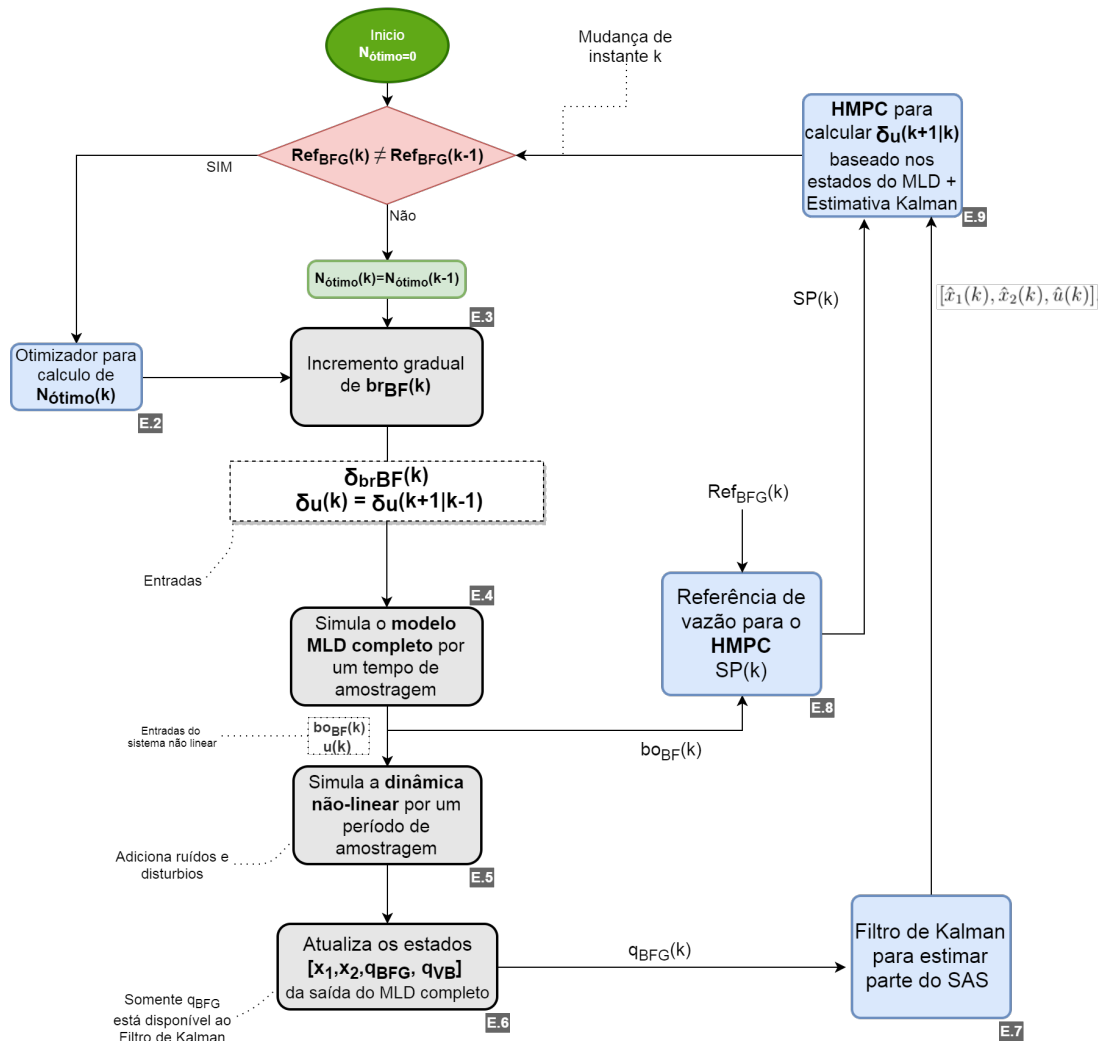 Inicio
Nótimo=0
Mudança de
instante k
HMPC para
calcular δu(k+1|k)
baseado nos
estados do MLD +
Estimativa Kalman
E.9
RefBFG(k) ≠ RefBFG(k-1)
SIM
Não
Nótimo(k)=Nótimo(k-1)
E.3
[x̂1(k), x̂2(k), û(k)]
SP(k)
Otimizador para
calculo de
Nótimo(k)
E.2
Incremento gradual
de brBF(k)
δbrBF(k)
δu(k) = δu(k+1|k-1)
Entradas
RefBFG(k)
E.4
Simula o modelo
MLD completo por
um tempo de
amostragem
Referência de
vazão para o
HMPC
SP(k)
E.8
Entradas do
sistema não linear
boBF(k)
u(k)
boBF(k)
Simula a dinâmica
não-linear por um
período de
amostragem
E.5
Adiciona ruídos e
disturbios
Atualiza os estados
[x1,x2,qBFG, qVB]
da saída do MLD completo
E.6
qBFG(k)
Filtro de Kalman
para estimar
parte do SAS
E.7
Somente qBFG
está disponível ao
Filtro de Kalman